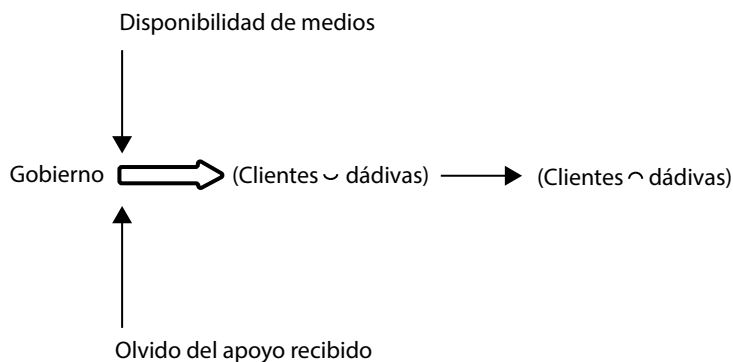 Disponibilidad de medios
Gobierno (Clientes ⌣ dádivas) (Clientes ⌢ dádivas)
Olvido del apoyo recibido